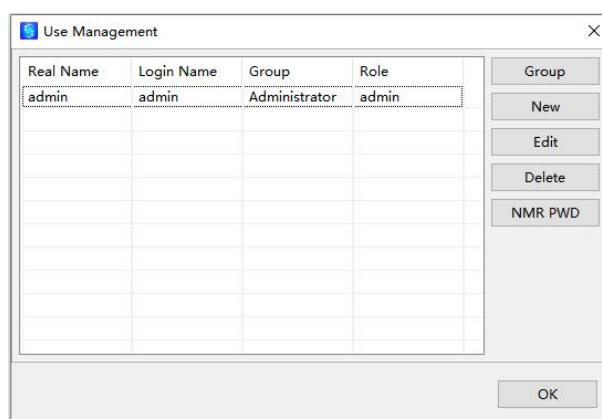 Use Management
Real Name Login Name Group Role
admin admin Administrator admin
Group
New
Edit
Delete
NMR PWD
OK